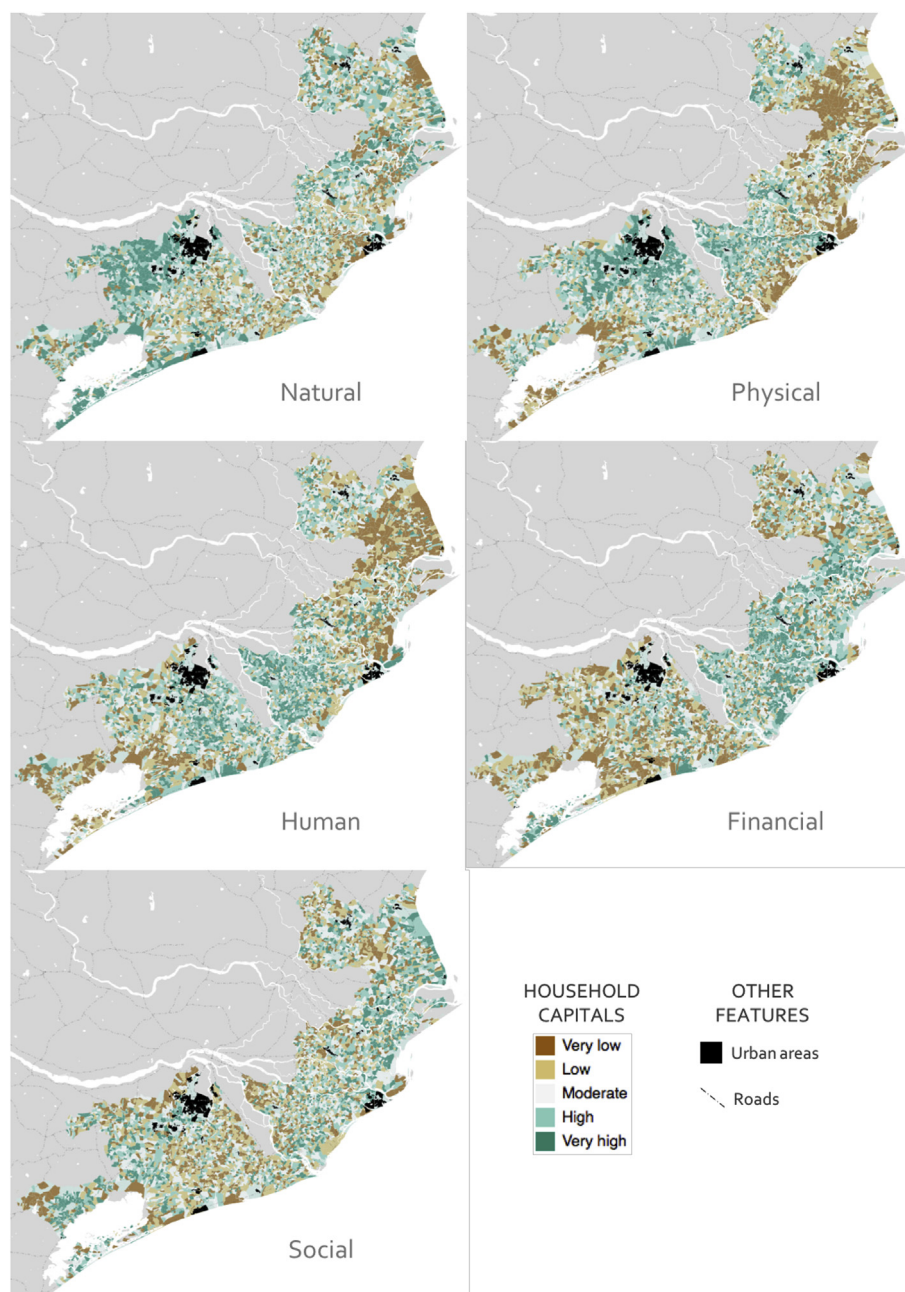 Natural
Physical
Human
Financial
Social
HOUSEHOLD
CAPITALS
Very low
Low
Moderate
High
Very high
OTHER
FEATURES
Urban areas
Roads